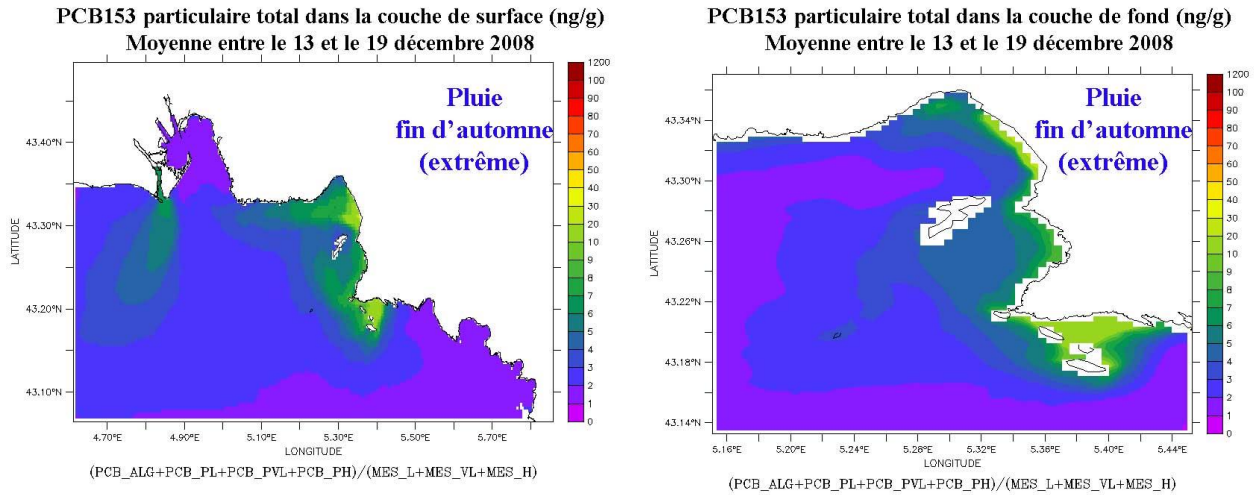 PCB153 particulaire total dans la couche de surface (ng/g)
Moyenne entre le 13 et le 19 décembre 2008
Pluie
fin d'automne
(extrême)
1200
100
90
80
70
60
50
40
30
20
10
9
8
7
6
5
4
3
2
1
0
43.40°N
43.30°N
43.20°N
43.10°N
LATITUDE
4.70°E 4.90°E 5.10°E 5.30°E 5.50°E 5.70°E
LONGITUDE
(PCB_ALG+PCB_PL+PCB_PVL+PCB_PH)/(MES_L+MES_VL+MES_H)
PCB153 particulaire total dans la couche de fond (ng/g)
Moyenne entre le 13 et le 19 décembre 2008
Pluie
fin d'automne
(extrême)
1200
100
90
80
70
60
50
40
30
20
10
9
8
7
6
5
4
3
2
1
0
43.34°N
43.30°N
43.26°N
43.22°N
43.18°N
43.14°N
LATITUDE
5.16°E 5.20°E 5.24°E 5.28°E 5.32°E 5.36°E 5.40°E 5.44°E
LONGITUDE
(PCB_ALG+PCB_PL+PCB_PVL+PCB_PH)/(MES_L+MES_VL+MES_H)